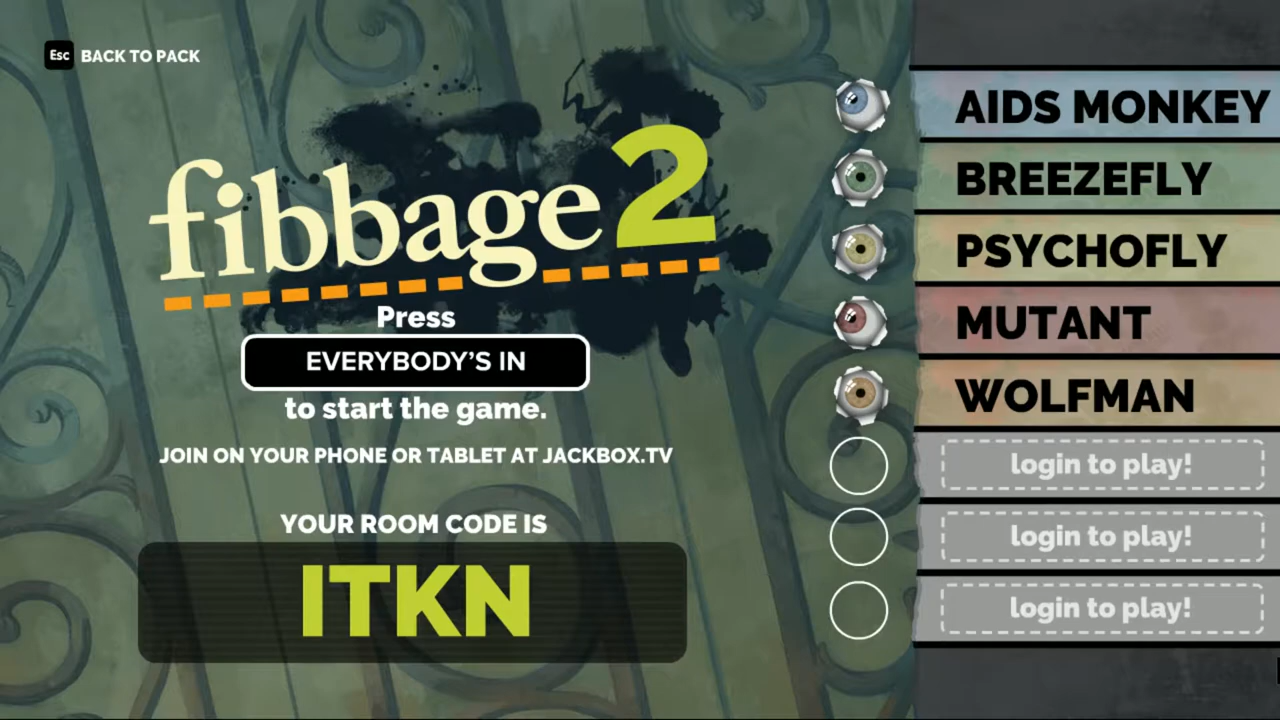 Esc BACK TO PACK
fibbage 2
Press
EVERYBODY'S IN
to start the game.
JOIN ON YOUR PHONE OR TABLET AT JACKBOX.TV
YOUR ROOM CODE IS
ITKN
AIDS MONKEY
BREEZEFLY
PSYCHOFLY
MUTANT
WOLFMAN
login to play!
login to play!
login to play!